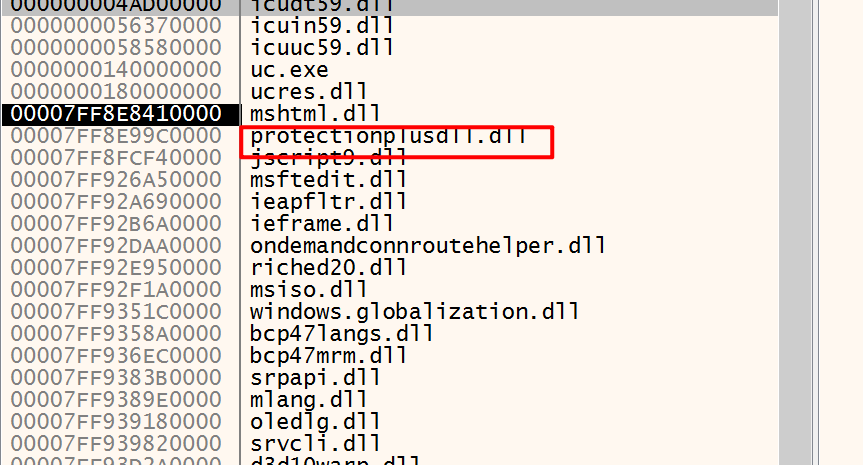 000000004AD00000 icudt59.dll
0000000056370000 icuin59.dll
0000000058580000 icuuc59.dll
0000000140000000 uc.exe
0000000180000000 ucres.dll
00007FF8E8410000 mshtml.dll
00007FF8E99C0000 protectionplusdll.dll
00007FF8FCF40000 jscript9.dll
00007FF926A50000 msftedit.dll
00007FF92A690000 ieapfltr.dll
00007FF92B6A0000 ieframe.dll
00007FF92DAA0000 ondemandconnroutehelper.dll
00007FF92E950000 riched20.dll
00007FF92F1A0000 msiso.dll
00007FF9351C0000 windows.globalization.dll
00007FF9358A0000 bcp47langs.dll
00007FF936EC0000 bcp47mrm.dll
00007FF9383B0000 srpapi.dll
00007FF9389E0000 mlang.dll
00007FF939180000 oledlg.dll
00007FF939820000 srvcli.dll
00007FF93D2A0000 d3d10warp.dll